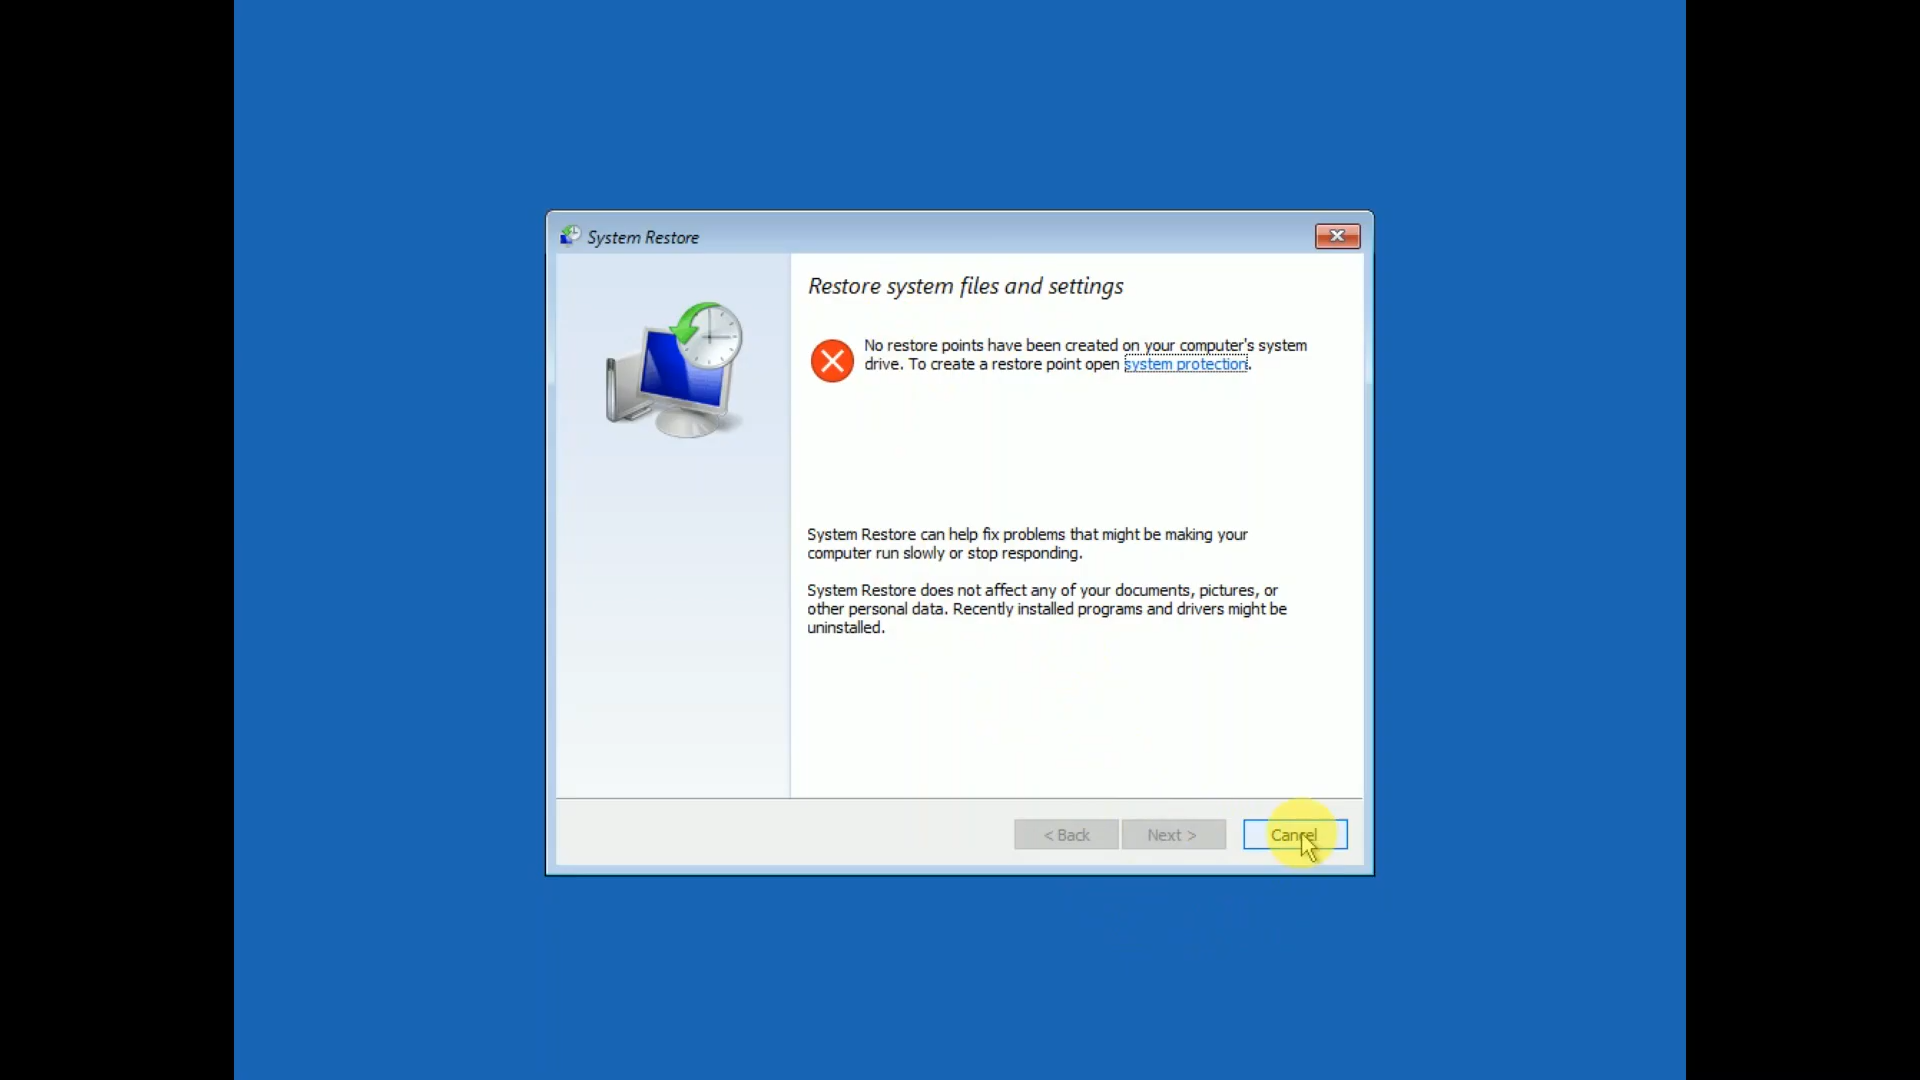 System Restore
Restore system files and settings
No restore points have been created on your computer's system
drive. To create a restore point open system protection.
System Restore can help fix problems that might be making your
computer run slowly or stop responding.
System Restore does not affect any of your documents, pictures, or
other personal data. Recently installed programs and drivers might be
uninstalled.
< Back
Next >
Cancel